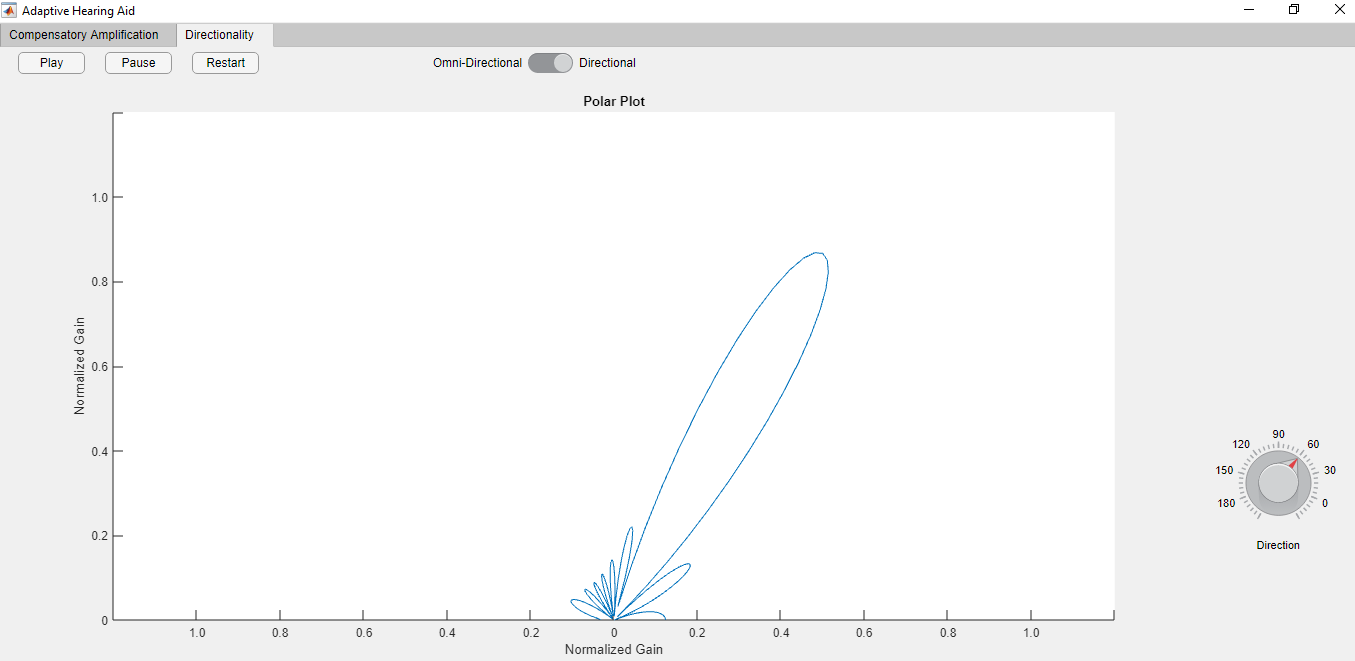 Adaptive Hearing Aid
Compensatory Amplification Directionality
Play Pause Restart Omni-Directional Directional
Polar Plot
1.0
0.8
0.6
0.4
0.2
0
Normalized Gain
1.0 0.8 0.6 0.4 0.2 0 0.2 0.4 0.6 0.8 1.0
Normalized Gain
90
120 60
150 30
180 0
Direction